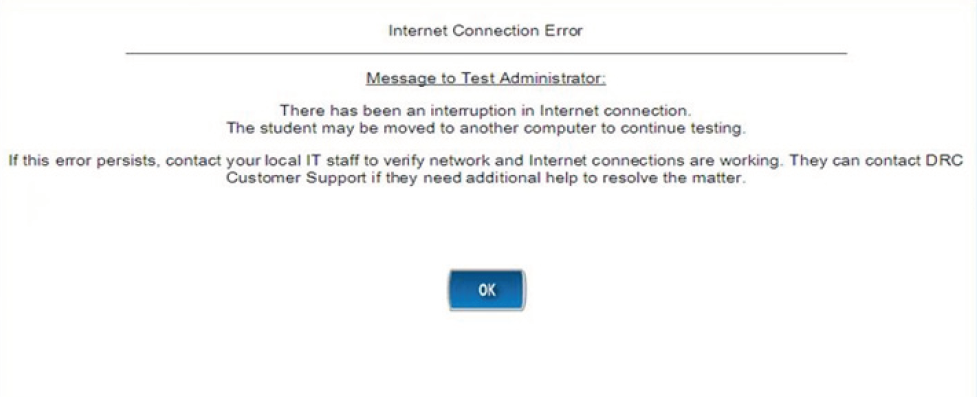 Internet Connection Error
Message to Test Administrator:
There has been an interruption in Internet connection.
The student may be moved to another computer to continue testing.
If this error persists, contact your local IT staff to verify network and Internet connections are working. They can contact DRC
Customer Support if they need additional help to resolve the matter.
OK